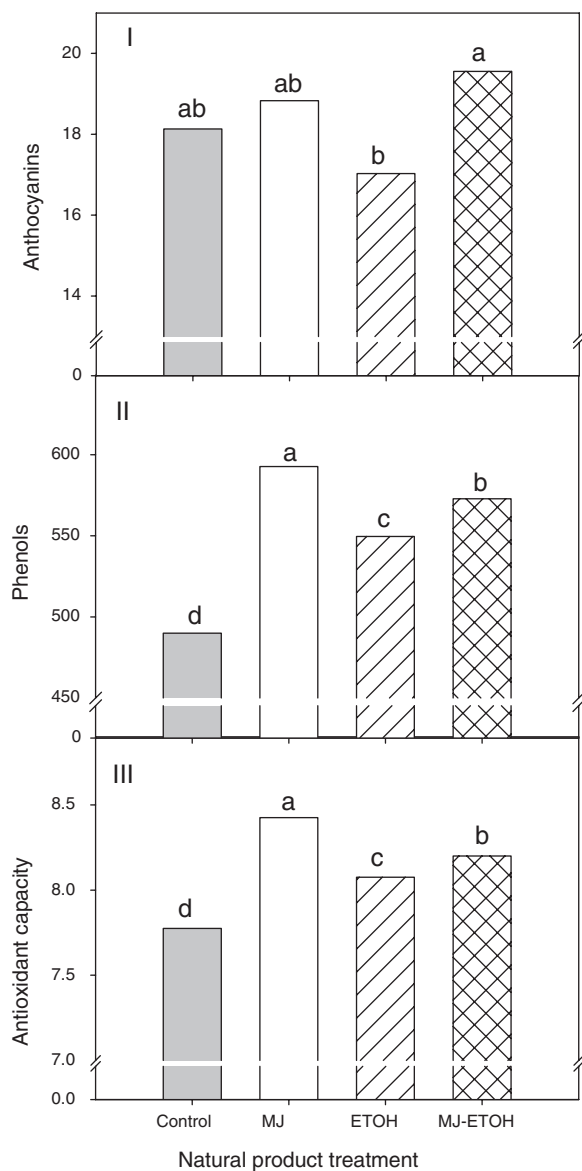 I
20
18
16
14
0
Anthocyanins
ab
ab
b
a
II
600
550
500
450
0
Phenols
d
a
c
b
III
8.5
8.0
7.5
7.0
0.0
Antioxidant capacity
d
a
c
b
Control MJ ETOH MJ-ETOH
Natural product treatment